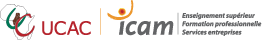 UCAC
icam
Enseignement supérieur
Formation professionnelle
Services entreprises